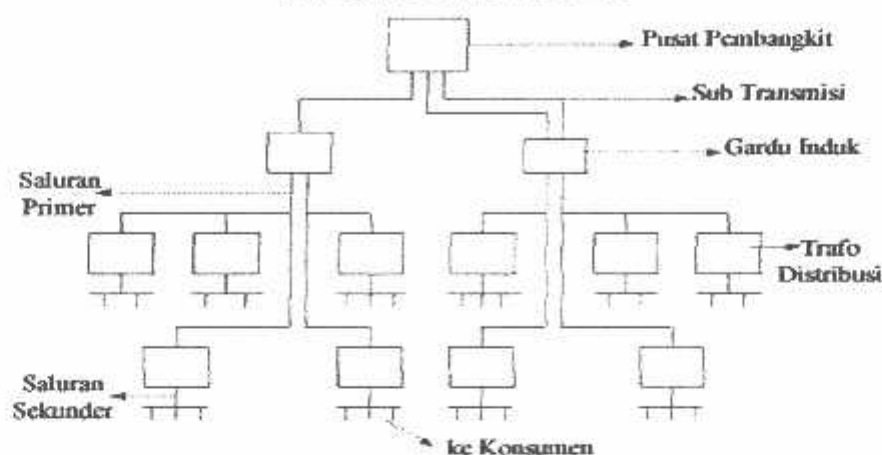 Pusat Pembangkit
Sub Transmisi
Gardu Induk
Saluran
Primer
Trafo
Distribusi
Saluran
Sekunder
ke Konsumen